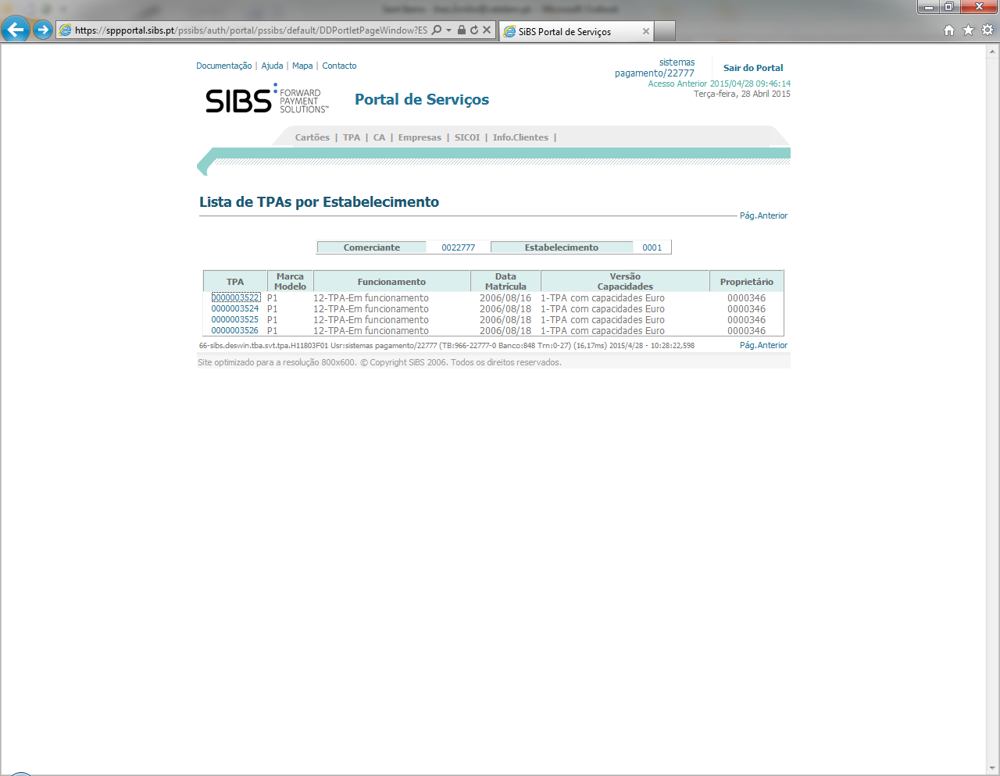 https://sppportal.sibs.pt/pssibs/auth/portal/pssibs/default/DDPortletPageWindow?ES
SiBS Portal de Serviços
Documentação | Ajuda | Mapa | Contacto
sistemas
pagamento/22777
Sair do Portal
Acesso Anterior 2015/04/28 09:46:14
Terça-feira, 28 Abril 2015
SIBS FORWARD PAYMENT SOLUTIONS™
Portal de Serviços
Cartões | TPA | CA | Empresas | SICOI | Info.Clientes |
Lista de TPAs por Estabelecimento
Pág.Anterior
Comerciante 0022777 Estabelecimento 0001
TPA Marca Modelo Funcionamento Data Matrícula Versão Capacidades Proprietário
0000003522 P1 12-TPA-Em funcionamento 2006/08/16 1-TPA com capacidades Euro 0000346
0000003524 P1 12-TPA-Em funcionamento 2006/08/18 1-TPA com capacidades Euro 0000346
0000003525 P1 12-TPA-Em funcionamento 2006/08/18 1-TPA com capacidades Euro 0000346
0000003526 P1 12-TPA-Em funcionamento 2006/08/18 1-TPA com capacidades Euro 0000346
66-sibs.deswin.tba.svt.tpa.H11803F01 Usr:sistemas pagamento/22777 (TB:966-22777-0 Banco:848 Trn:0-27) (16,17ms) 2015/4/28 - 10:28:22,598 Pág.Anterior
Site optimizado para a resolução 800x600. © Copyright SiBS 2006. Todos os direitos reservados.